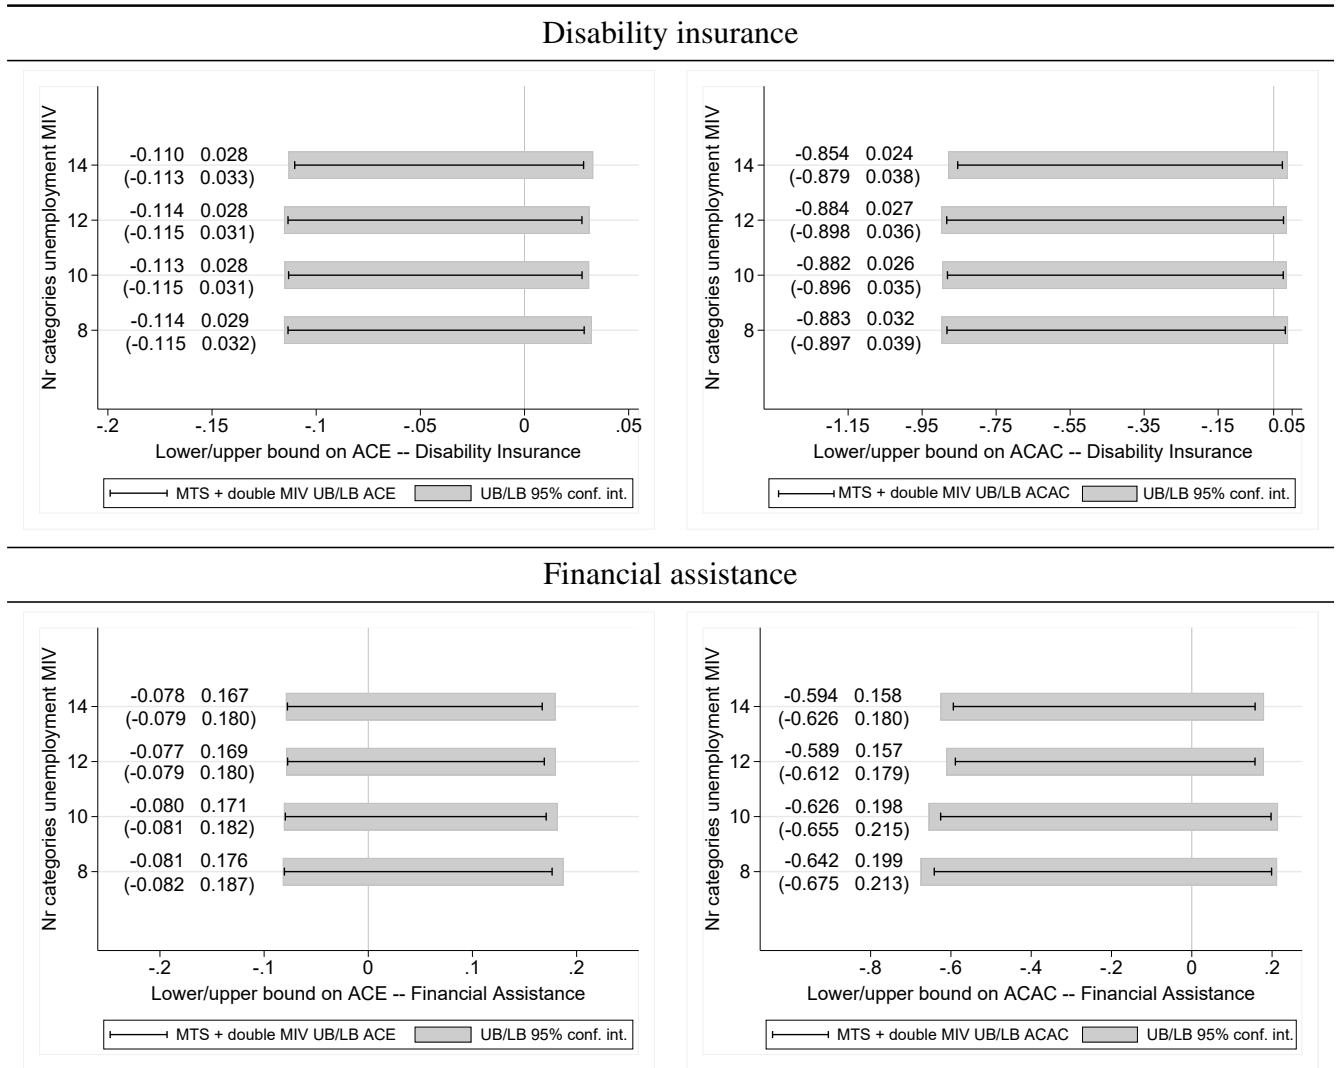 Disability insurance
Nr categories unemployment MIV
14
-0.110 0.028
(-0.113 0.033)
12
-0.114 0.028
(-0.115 0.031)
10
-0.113 0.028
(-0.115 0.031)
8
-0.114 0.029
(-0.115 0.032)
-.2 -.15 -.1 -.05 0 .05
Lower/upper bound on ACE -- Disability Insurance
MTS + double MIV UB/LB ACE UB/LB 95% conf. int.
Nr categories unemployment MIV
14
-0.854 0.024
(-0.879 0.038)
12
-0.884 0.027
(-0.898 0.036)
10
-0.882 0.026
(-0.896 0.035)
8
-0.883 0.032
(-0.897 0.039)
-1.15 -.95 -.75 -.55 -.35 -.15 0 0.05
Lower/upper bound on ACAC -- Disability Insurance
MTS + double MIV UB/LB ACAC UB/LB 95% conf. int.
Financial assistance
Nr categories unemployment MIV
14
-0.078 0.167
(-0.079 0.180)
12
-0.077 0.169
(-0.079 0.180)
10
-0.080 0.171
(-0.081 0.182)
8
-0.081 0.176
(-0.082 0.187)
-.2 -.1 0 .1 .2
Lower/upper bound on ACE -- Financial Assistance
MTS + double MIV UB/LB ACE UB/LB 95% conf. int.
Nr categories unemployment MIV
14
-0.594 0.158
(-0.626 0.180)
12
-0.589 0.157
(-0.612 0.179)
10
-0.626 0.198
(-0.655 0.215)
8
-0.642 0.199
(-0.675 0.213)
-.8 -.6 -.4 -.2 0 .2
Lower/upper bound on ACAC -- Financial Assistance
MTS + double MIV UB/LB ACAC UB/LB 95% conf. int.